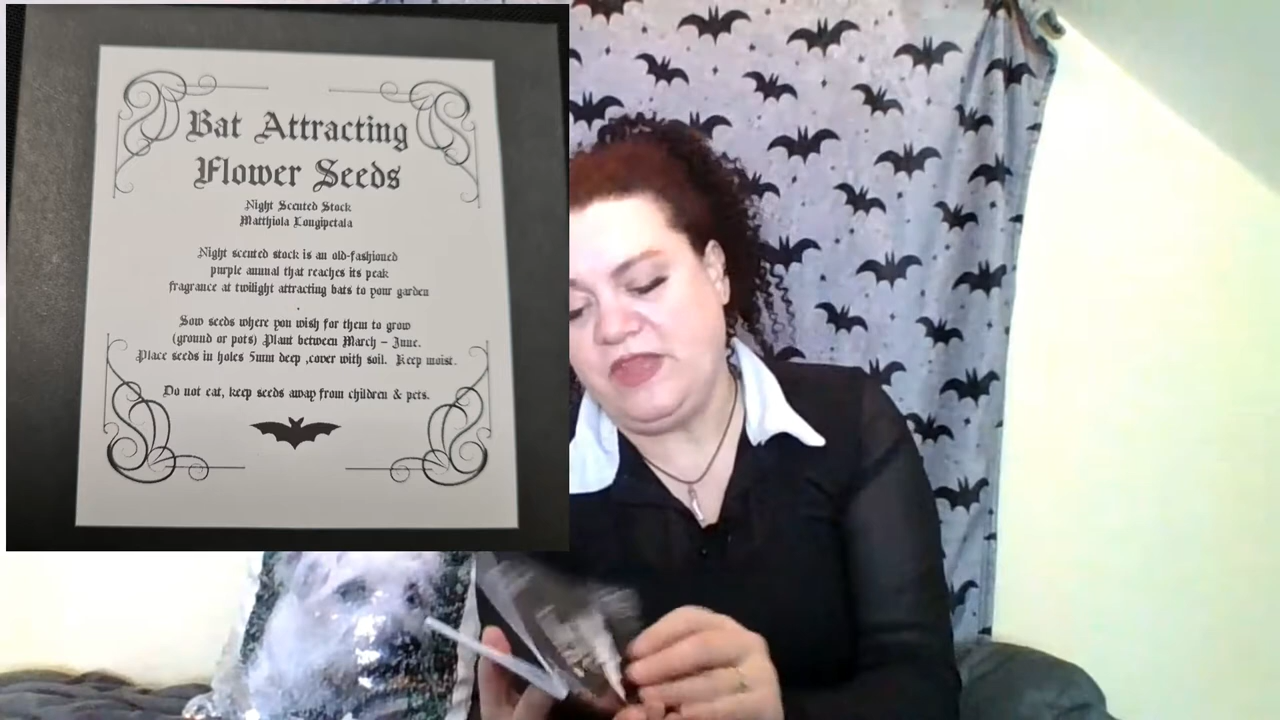 Bat Attracting
Flower Seeds
Night Scented Stock
Matthiola Longipetala
Night scented stock is an old-fashioned
purple annual that reaches its peak
fragrance at twilight attracting bats to your garden
.
Sow seeds where you wish for them to grow
(ground or pots) Plant between March – June.
Place seeds in holes 5mm deep ,cover with soil. Keep moist.
Do not eat, keep seeds away from children & pets.